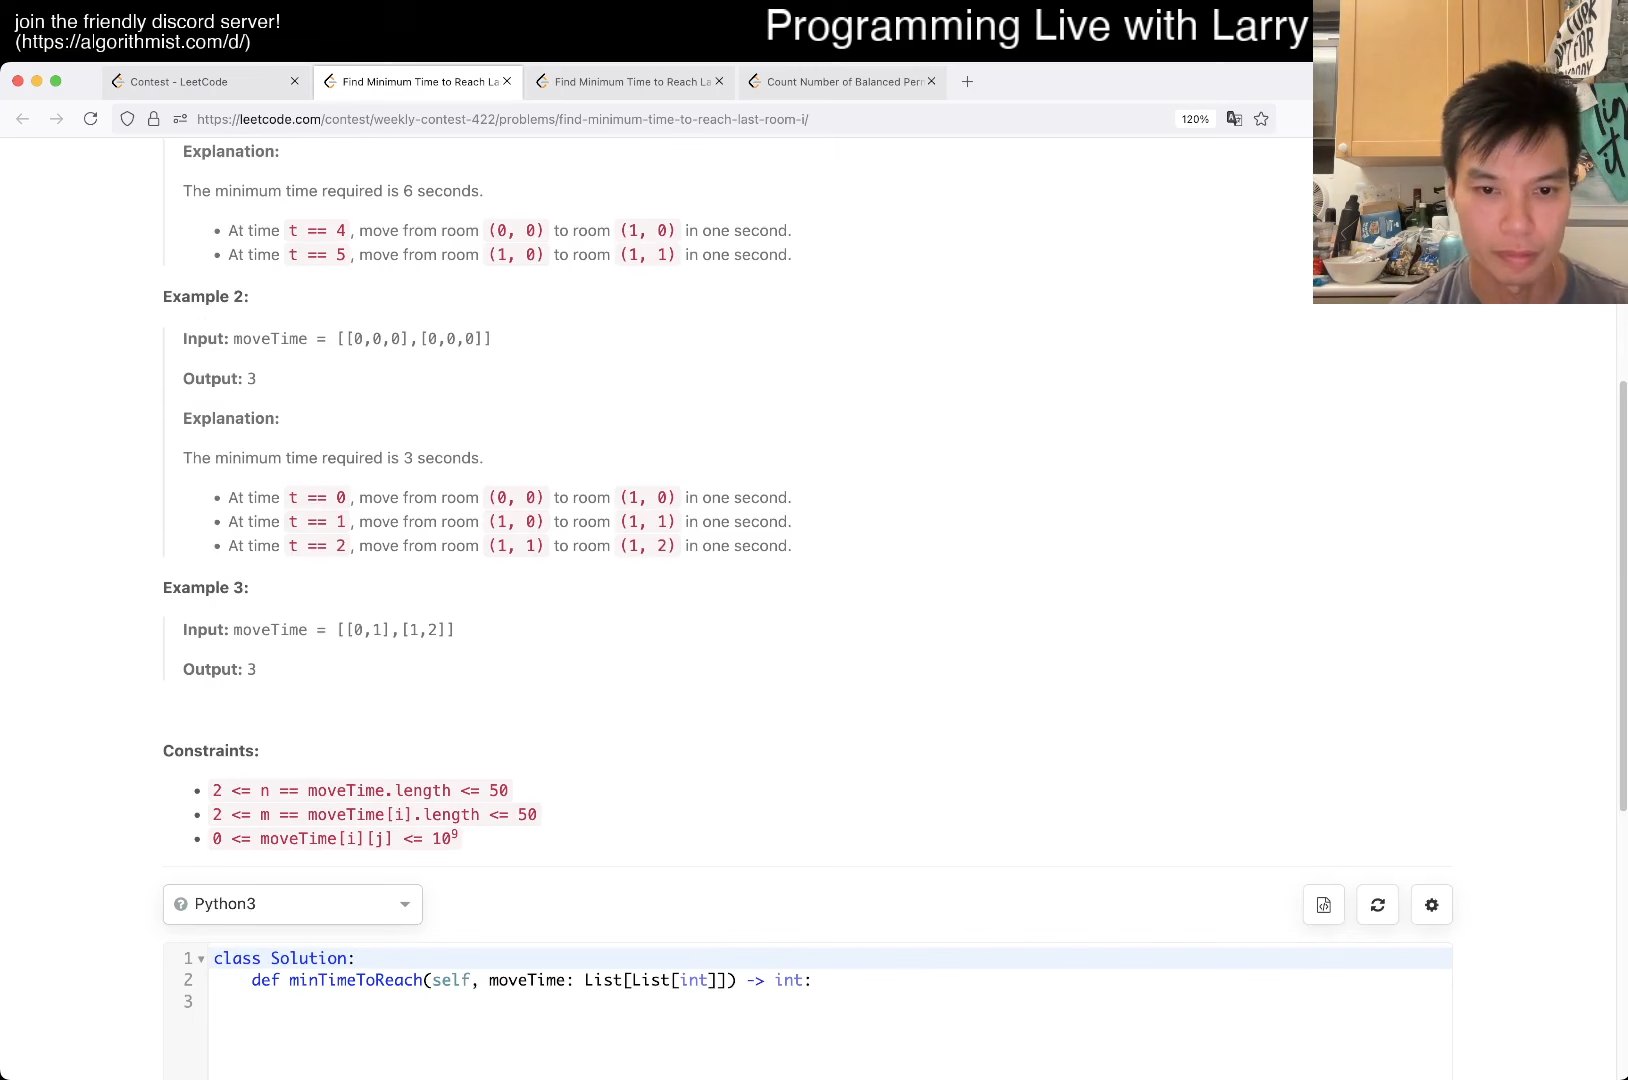 join the friendly discord server!
(https://algorithmist.com/d/)
Programming Live with Larry
Contest - LeetCode
Find Minimum Time to Reach La
Find Minimum Time to Reach La
Count Number of Balanced Perr
https://leetcode.com/contest/weekly-contest-422/problems/find-minimum-time-to-reach-last-room-i/
120%
Explanation:
The minimum time required is 6 seconds.
• At time t == 4, move from room (0, 0) to room (1, 0) in one second.
• At time t == 5, move from room (1, 0) to room (1, 1) in one second.
Example 2:
Input: moveTime = [[0,0,0],[0,0,0]]
Output: 3
Explanation:
The minimum time required is 3 seconds.
• At time t == 0, move from room (0, 0) to room (1, 0) in one second.
• At time t == 1, move from room (1, 0) to room (1, 1) in one second.
• At time t == 2, move from room (1, 1) to room (1, 2) in one second.
Example 3:
Input: moveTime = [[0,1],[1,2]]
Output: 3
Constraints:
• 2 <= n == moveTime.length <= 50
• 2 <= m == moveTime[i].length <= 50
• 0 <= moveTime[i][j] <= 10⁹
Python3
1 class Solution:
2 def minTimeToReach(self, moveTime: List[List[int]]) -> int:
3